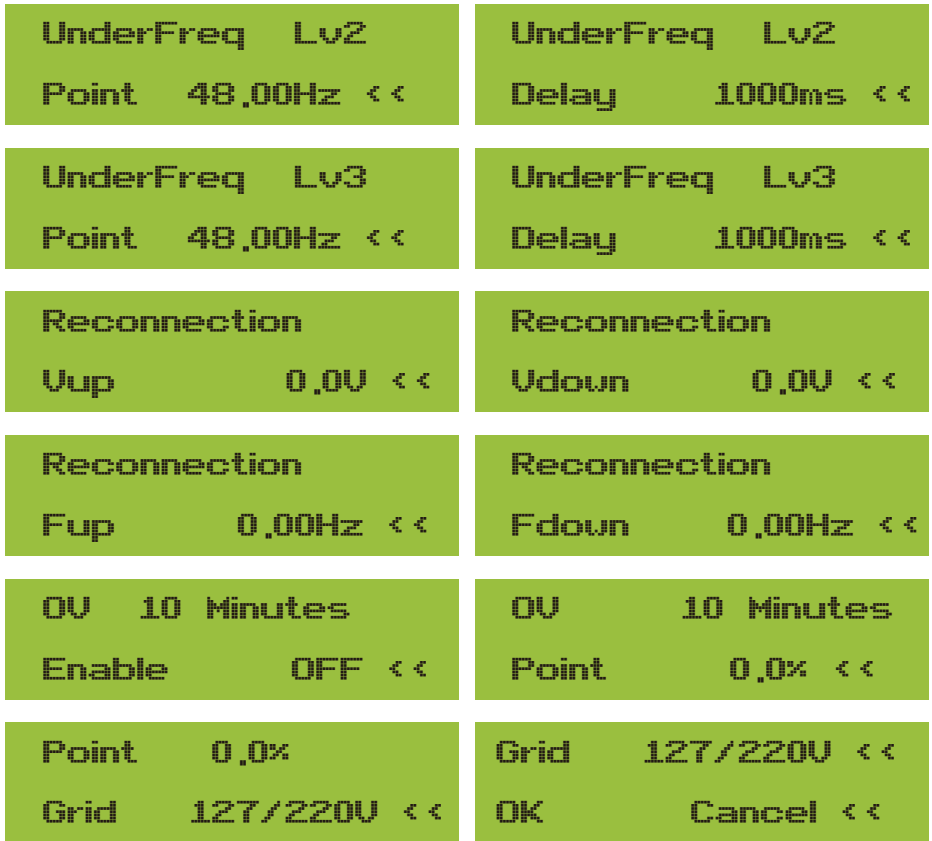 UnderFreq Lv2
Point 48.00Hz <<
UnderFreq Lv2
Delay 1000ms <<
UnderFreq Lv3
Point 48.00Hz <<
UnderFreq Lv3
Delay 1000ms <<
Reconnection
Vup 0.0V <<
Reconnection
Vdown 0.0V <<
Reconnection
Fup 0.00Hz <<
Reconnection
Fdown 0.00Hz <<
OV 10 Minutes
Enable OFF <<
OV 10 Minutes
Point 0.0% <<
Point 0.0%
Grid 127/220V <<
Grid 127/220V <<
OK Cancel <<